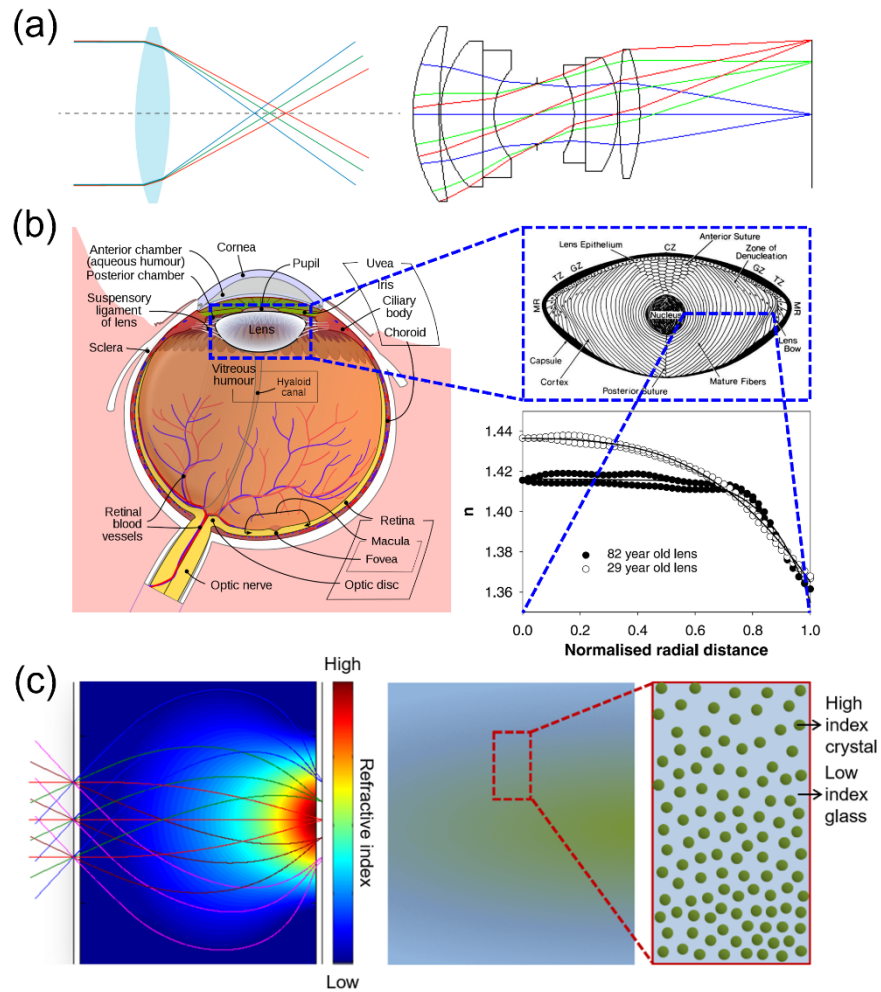 (a)
(b)
Anterior chamber
(aqueous humour)
Posterior chamber
Suspensory
ligament
of lens
Sclera
Cornea
Pupil
Uvea
Iris
Ciliary
body
Choroid
Lens
Vitreous
humour
Hyaloid
canal
Retinal
blood
vessels
Retina
Macula
Fovea
Optic nerve
Optic disc
CZ
Anterior Suture
Lens Epithelium
Zone of
Denucleation
TZ
GZ
GZ
TZ
MR
MR
Nucleus
Lens
Bow
Capsule
Cortex
Posterior Suture
Mature Fibers
1.44
1.42
1.40
1.38
1.36
n
82 year old lens
29 year old lens
0.0
0.2
0.4
0.6
0.8
1.0
Normalised radial distance
(c)
High
Refractive index
Low
High
index
crystal
Low
index
glass